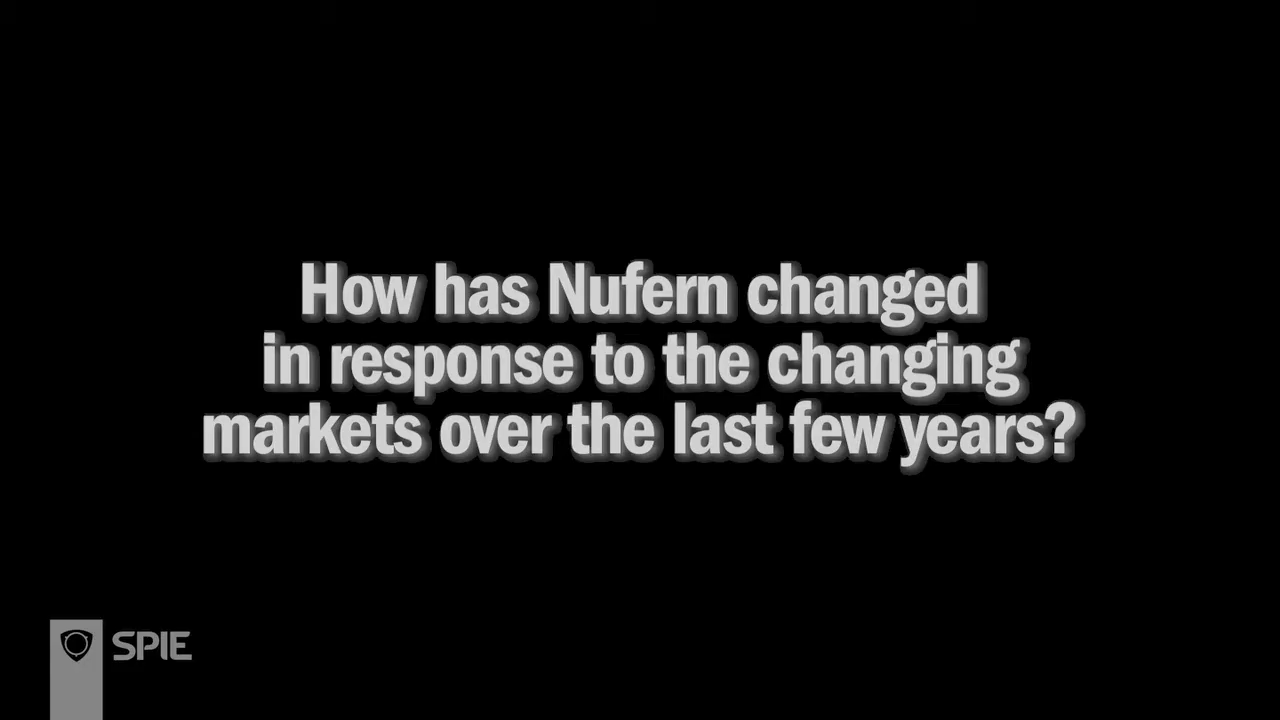 How has Nufern changed
in response to the changing
markets over the last few years?
SPIE